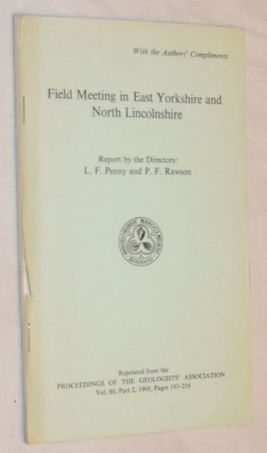 With the Authors' Compliments
Field Meeting in East Yorkshire and
North Lincolnshire
Report by the Directors:
L. F. Penny and P. F. Rawson
Reprinted from the
PROCEEDINGS OF THE GEOLOGISTS' ASSOCIATION
Vol. 80, Part 2, 1969, Pages 193-218